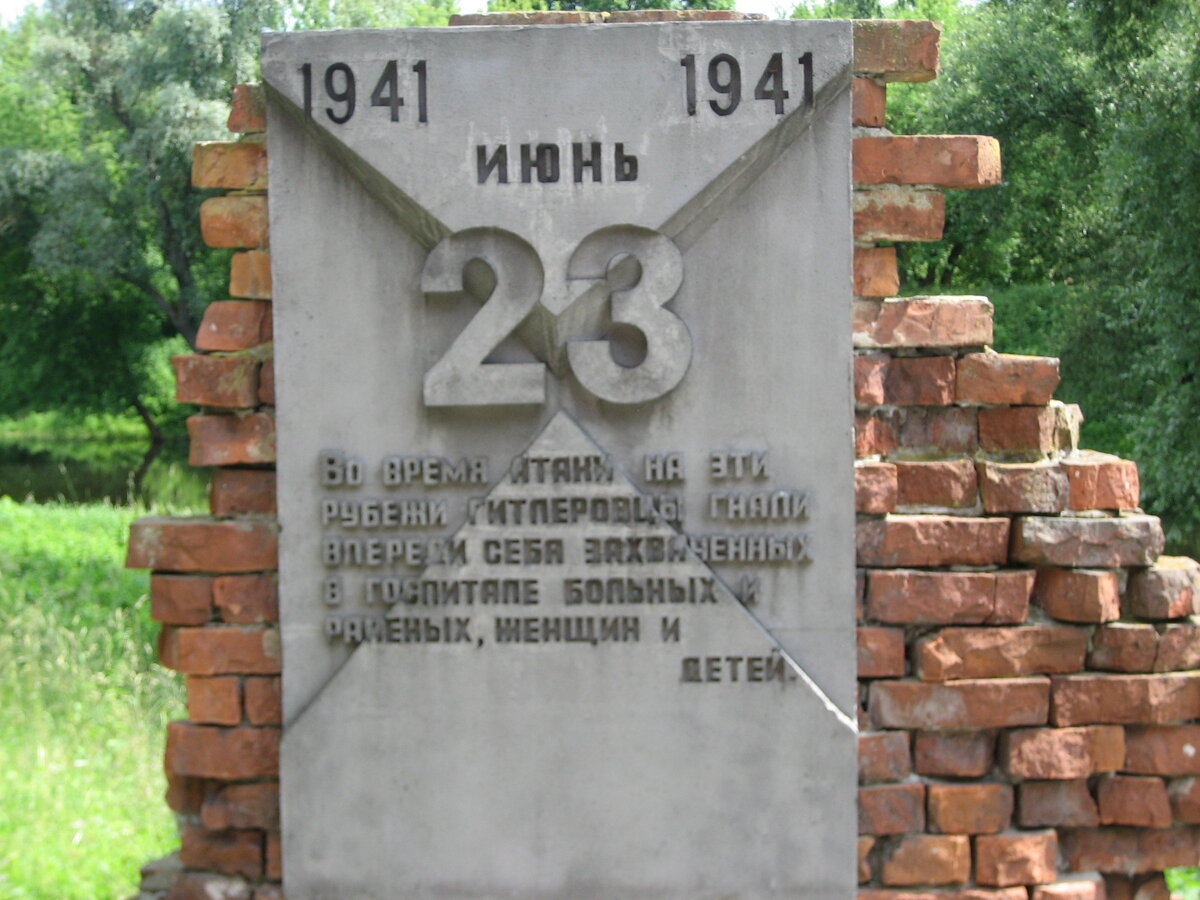 1941 1941
июнь
23
Во время атаки на эти
рубежи гитлеровцы гнали
впереди себя захваченных
в госпитале больных и
раненых, женщин и
детей.